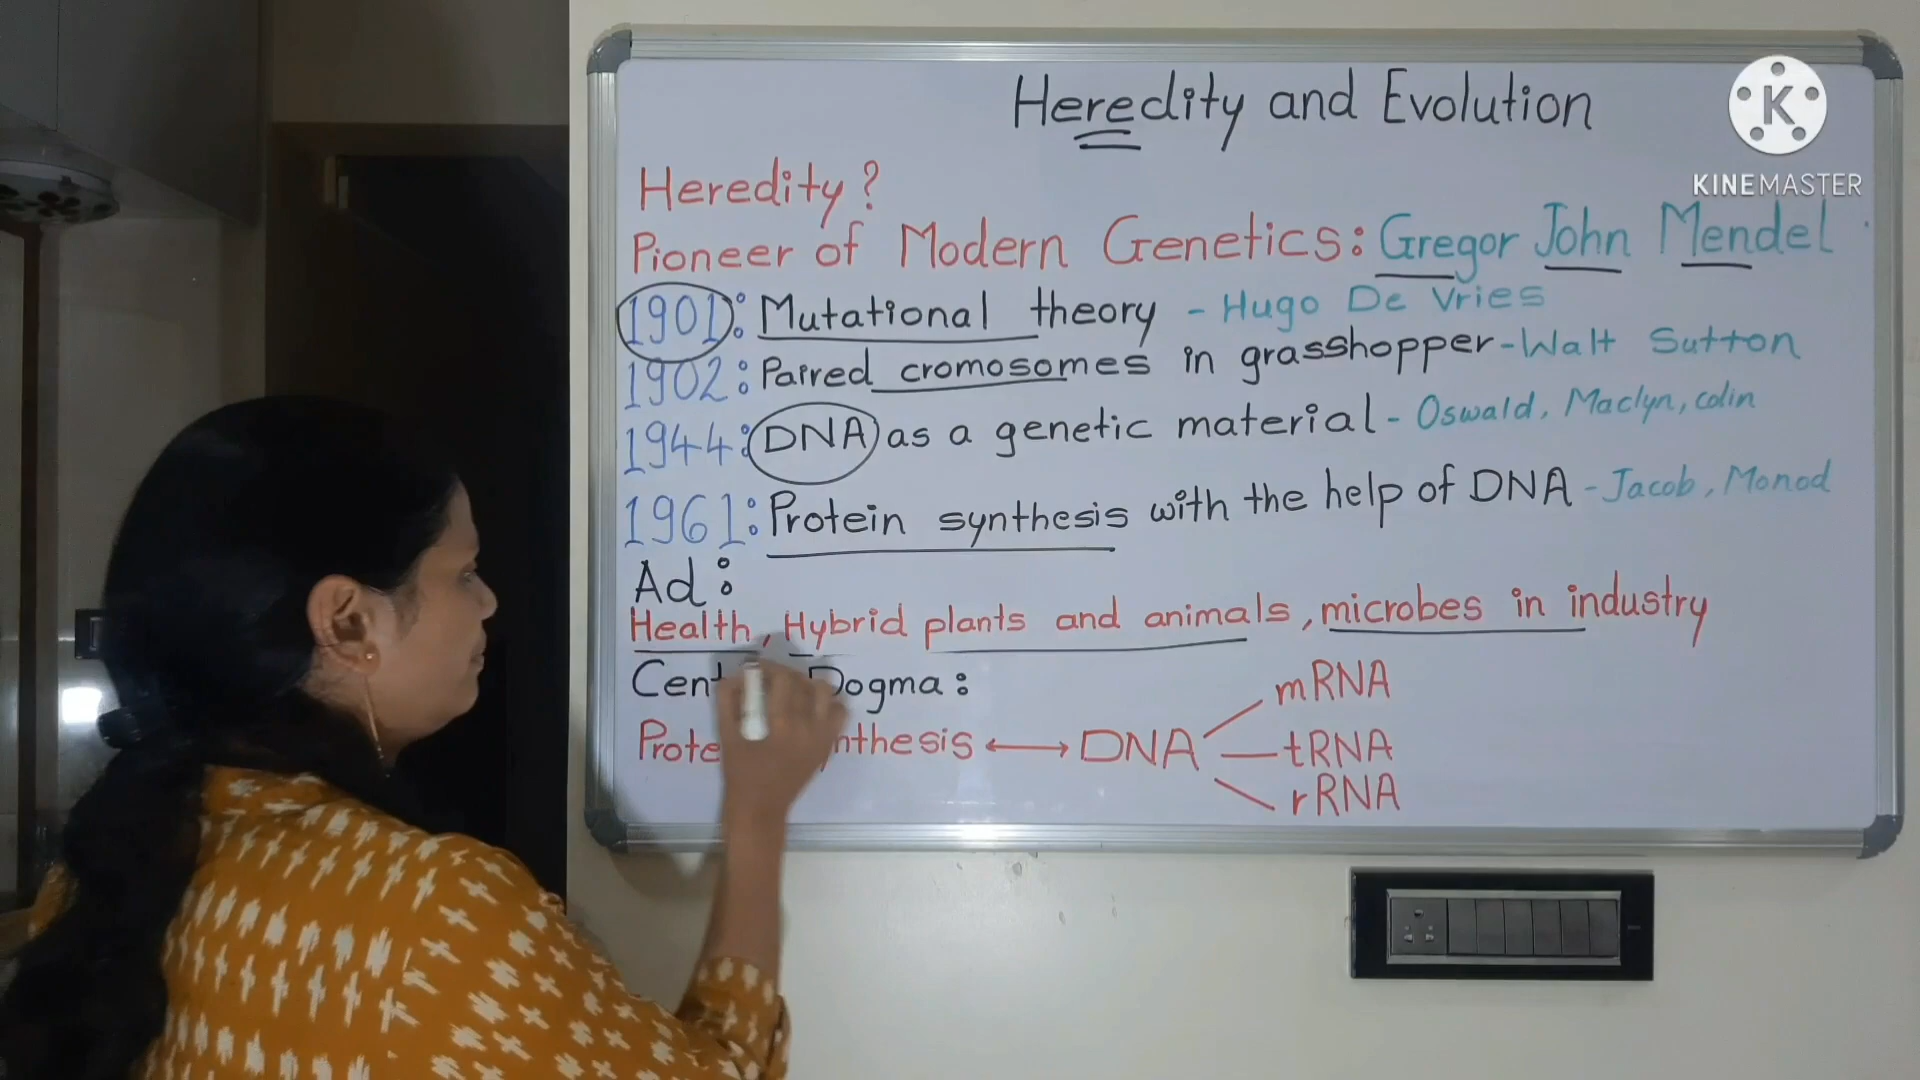 Heredity and Evolution
K
KINEMASTER
Heredity ?
Pioneer of Modern Genetics: Gregor John Mendel
1901: Mutational theory - Hugo De Vries
1902: Paired cromosomes in grasshopper - Walt Sutton
1944: DNA as a genetic material - Oswald, Maclyn, colin
1961: Protein synthesis with the help of DNA - Jacob, Monod
Ad:
Health, Hybrid plants and animals, microbes in industry
Dogma:
DNA
mRNA
tRNA
rRNA